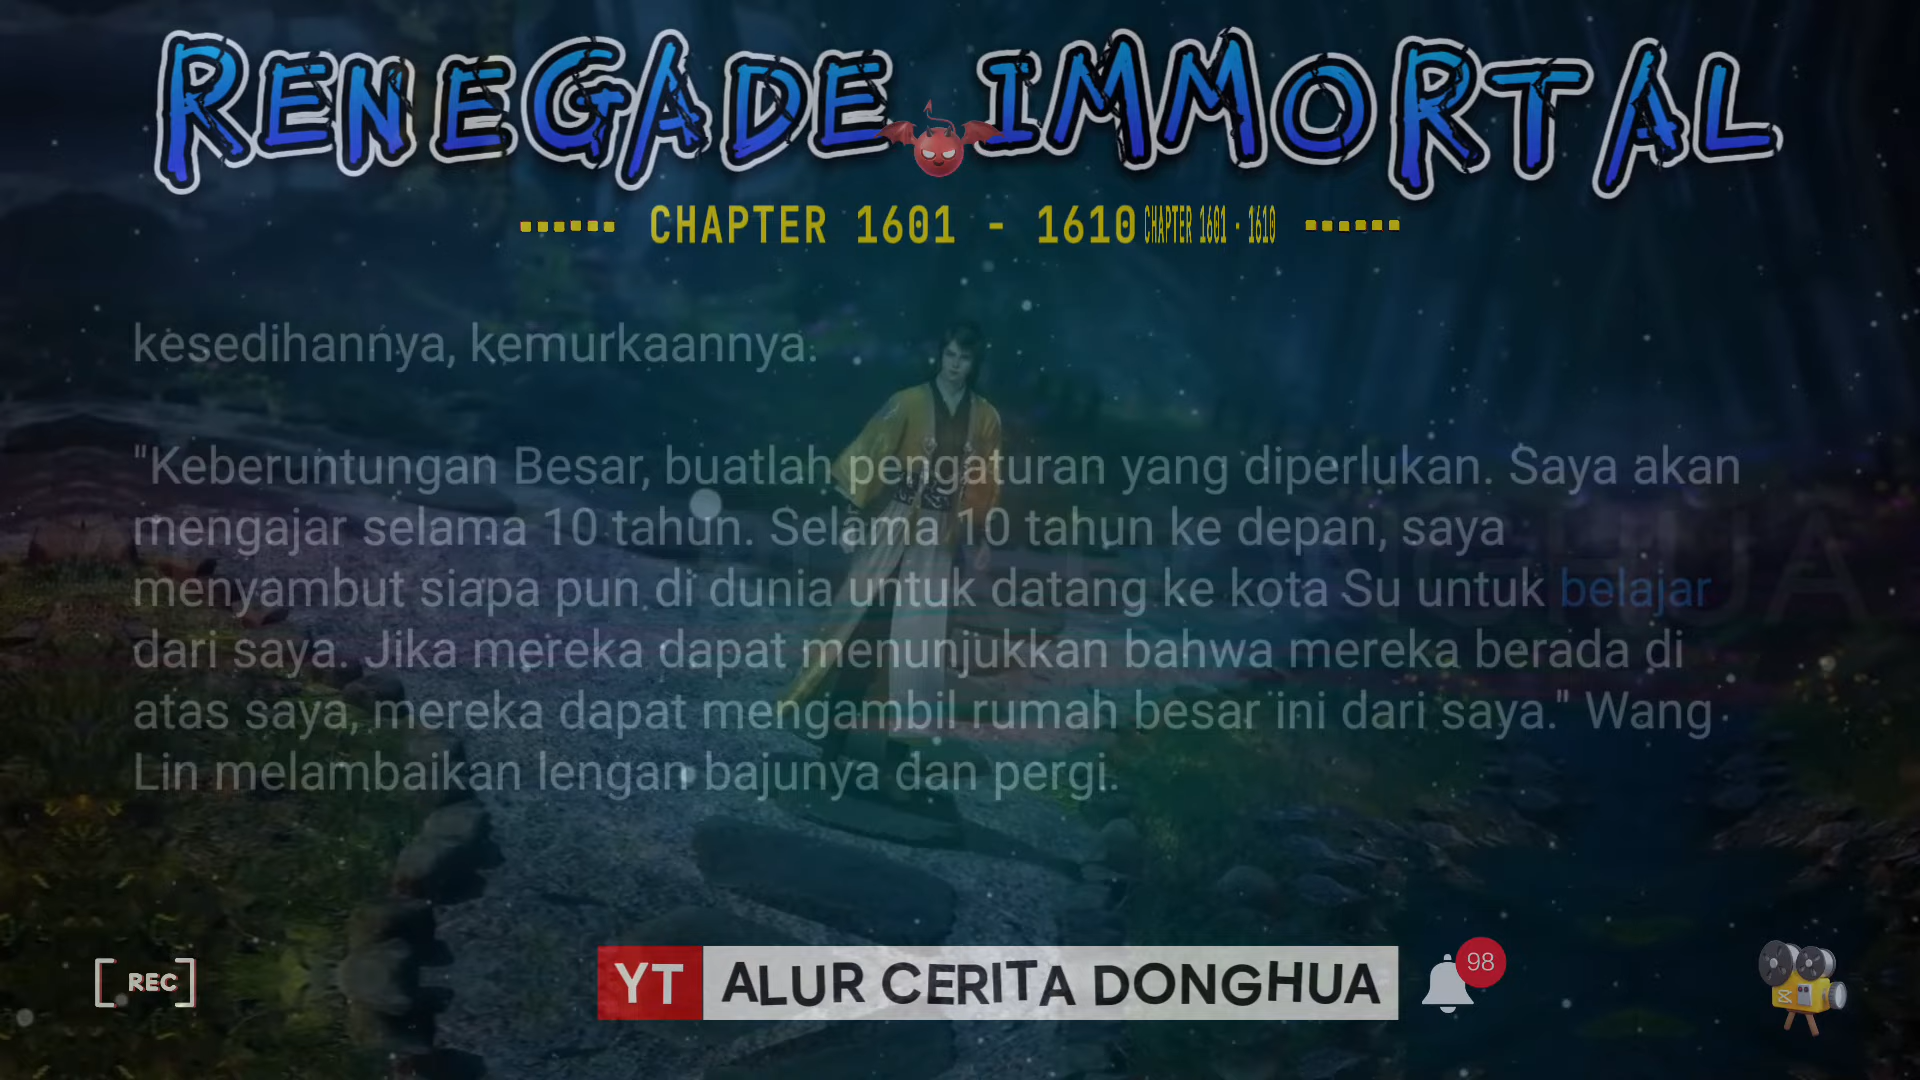 RENEGADE IMMORTAL
CHAPTER 1601 - 1610 CHAPTER 1601 - 1610
kesedihannya, kemurkaannya.
"Keberuntungan Besar, buatlah pengaturan yang diperlukan. Saya akan
mengajar selama 10 tahun. Selama 10 tahun ke depan, saya
menyambut siapa pun di dunia untuk datang ke kota Su untuk belajar
dari saya. Jika mereka dapat menunjukkan bahwa mereka berada di
atas saya, mereka dapat mengambil rumah besar ini dari saya." Wang
Lin melambaikan lengan bajunya dan pergi.
[REC]
YT ALUR CERITA DONGHUA
98